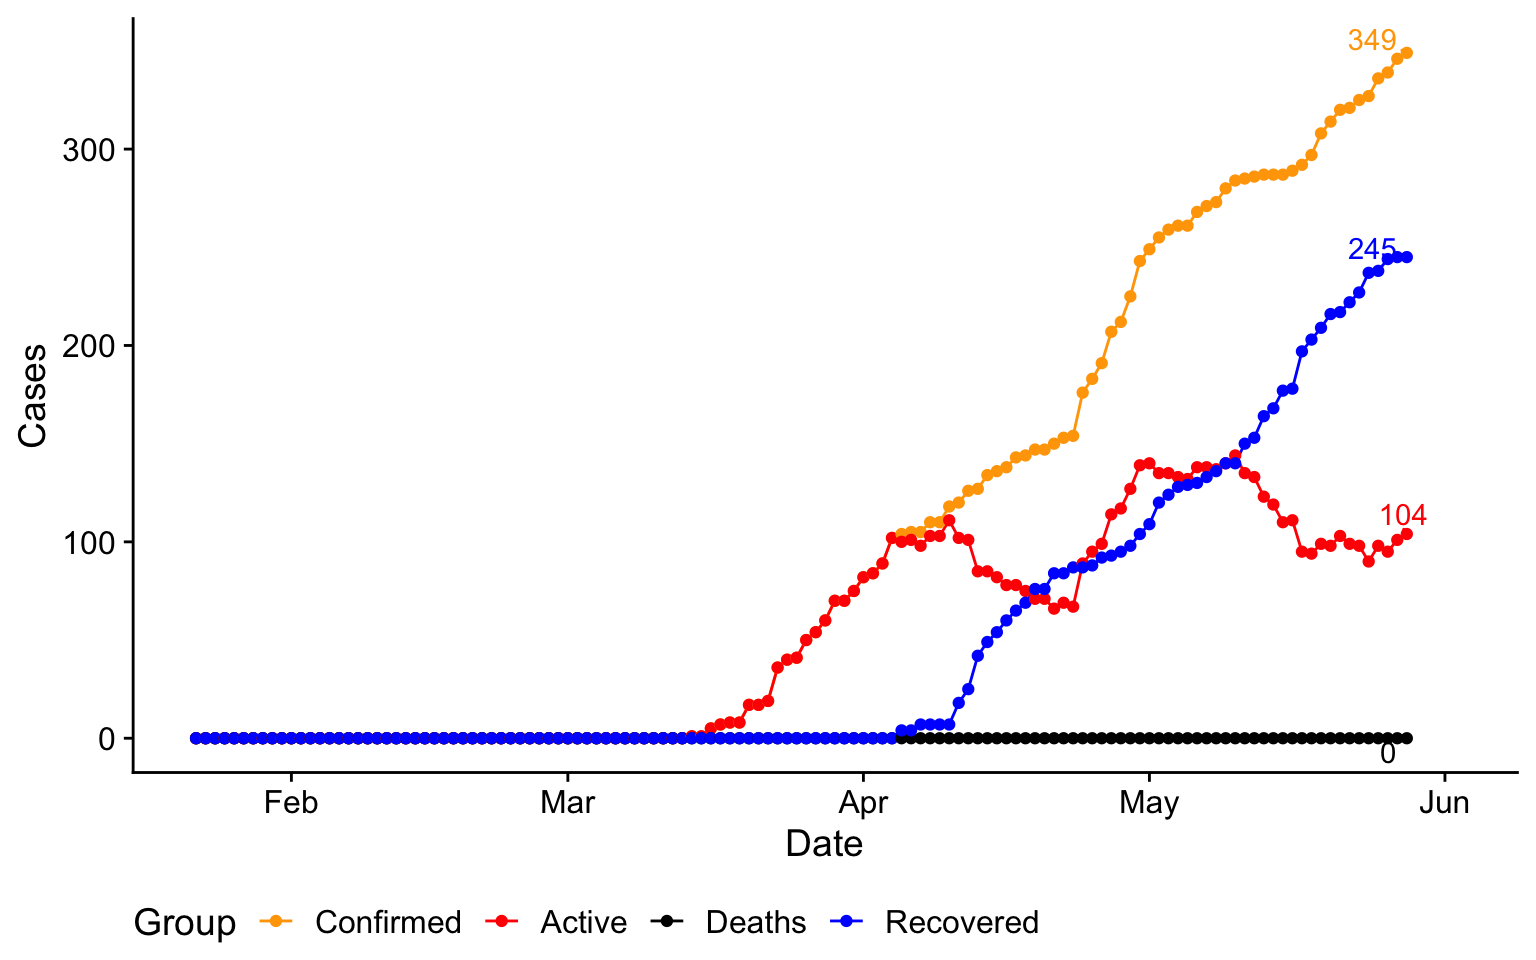 349
300
245
200
Cases
104
100
0
0
Feb Mar Apr May Jun
Date
Group Confirmed Active Deaths Recovered